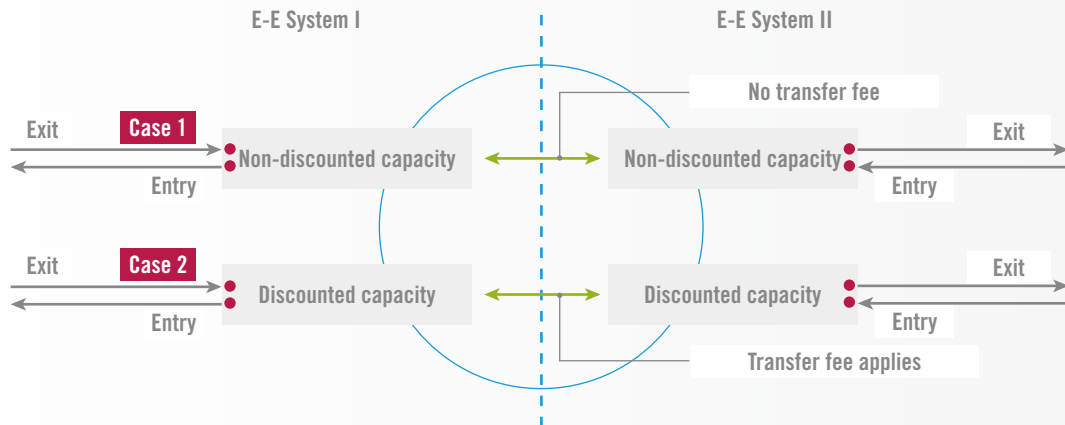 E-E System I
E-E System II
No transfer fee
Exit
Case 1
Non-discounted capacity
Non-discounted capacity
Exit
Entry
Entry
Exit
Case 2
Discounted capacity
Discounted capacity
Exit
Entry
Entry
Transfer fee applies